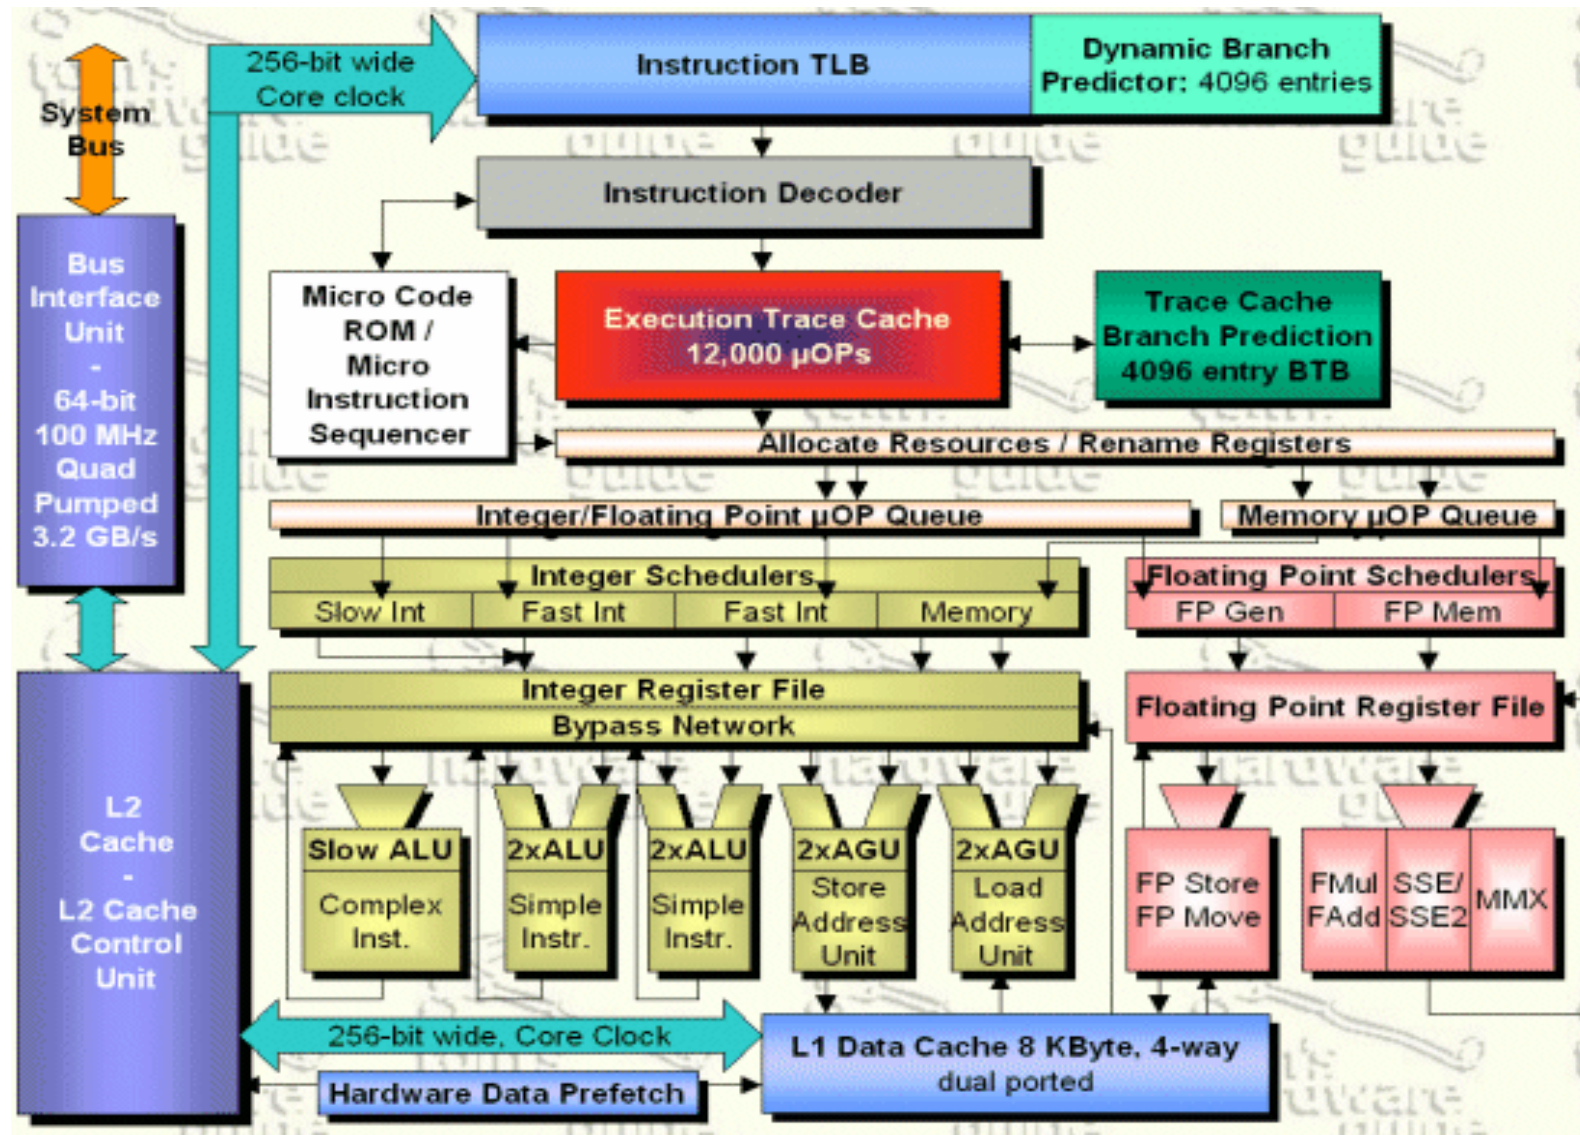 256-bit wide
Core clock
Instruction TLB
Dynamic Branch
Predictor: 4096 entries
System
Bus
Instruction Decoder
Bus
Interface
Unit
-
64-bit
100 MHz
Quad
Pumped
3.2 GB/s
Micro Code
ROM /
Micro
Instruction
Sequencer
Execution Trace Cache
12,000 µOPs
Trace Cache
Branch Prediction
4096 entry BTB
Allocate Resources / Rename Registers
Integer/Floating Point µOP Queue
Memory µOP Queue
Integer Schedulers
Slow Int
Fast Int
Fast Int
Memory
Floating Point Schedulers
FP Gen
FP Mem
Integer Register File
Bypass Network
Floating Point Register File
L2
Cache
-
L2 Cache
Control
Unit
Slow ALU
Complex
Inst.
2xALU
Simple
Instr.
2xALU
Simple
Instr.
2xAGU
Store
Address
Unit
2xAGU
Load
Address
Unit
FP Store
FP Move
FMul
FAdd
SSE/
SSE2
MMX
256-bit wide, Core Clock
L1 Data Cache 8 KByte, 4-way
dual ported
Hardware Data Prefetch
tom's
hardware
guide